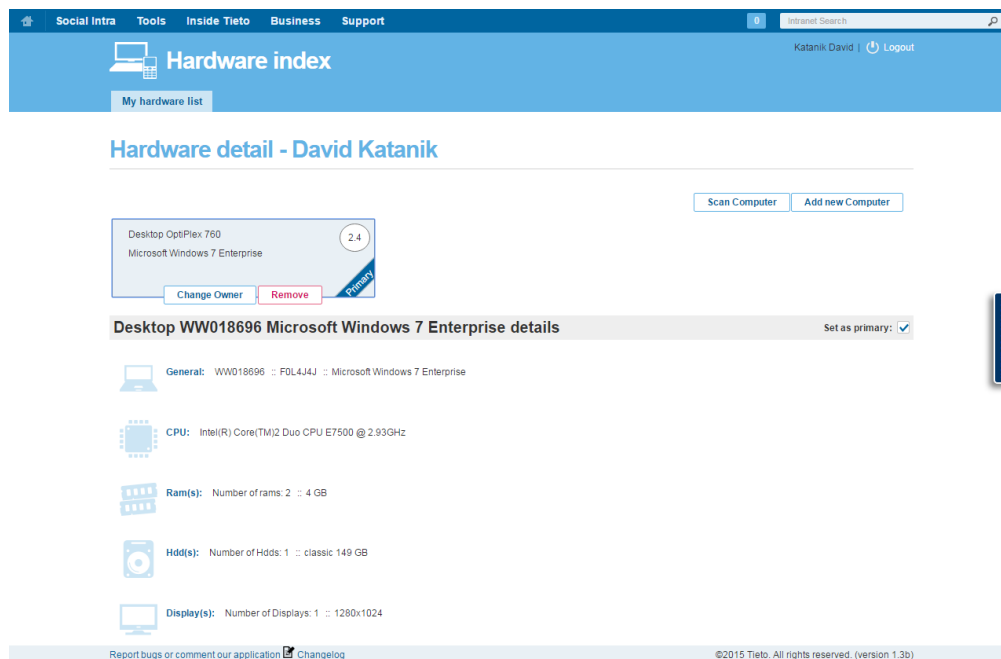 Social Intra Tools Inside Tieto Business Support 0 Intranet Search
Katanik David | Logout
Hardware index
My hardware list
Hardware detail - David Katanik
Scan Computer Add new Computer
Desktop OptiPlex 760 2.4
Microsoft Windows 7 Enterprise
Primary
Change Owner Remove
Desktop WW018696 Microsoft Windows 7 Enterprise details Set as primary:
General: WW018696 :: F0L4J4J :: Microsoft Windows 7 Enterprise
CPU: Intel(R) Core(TM)2 Duo CPU E7500 @ 2.93GHz
Ram(s): Number of rams: 2 :: 4 GB
Hdd(s): Number of Hdds: 1 :: classic 149 GB
Display(s): Number of Displays: 1 :: 1280x1024
Report bugs or comment our application Changelog ©2015 Tieto. All rights reserved. (version 1.3b)